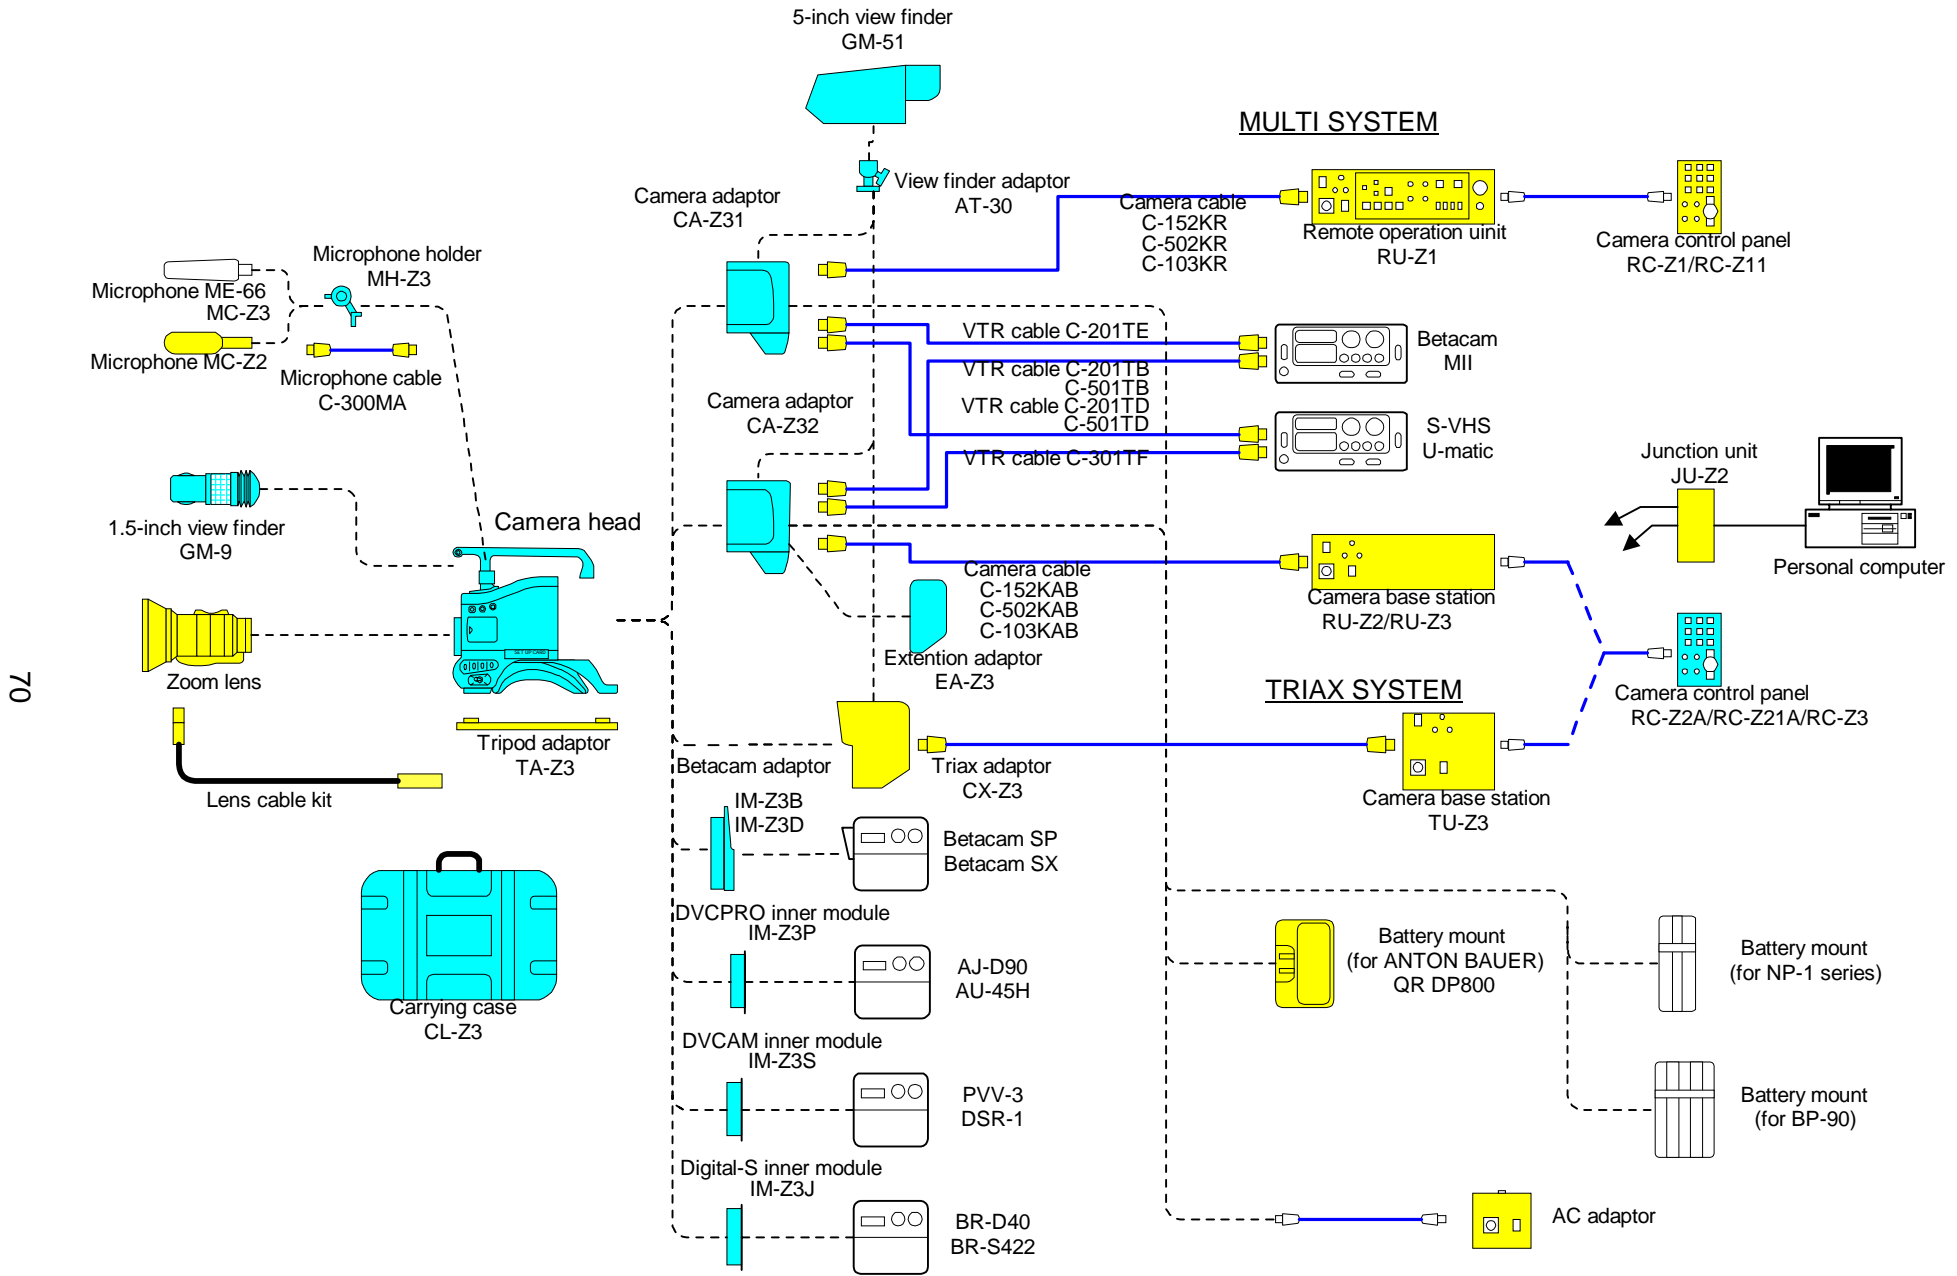 5-inch view finder
GM-51
MULTI SYSTEM
View finder adaptor
AT-30
Camera adaptor
CA-Z31
Camera cable
C-152KR
C-502KR
C-103KR
Remote operation uinit
RU-Z1
Camera control panel
RC-Z1/RC-Z11
Microphone holder
MH-Z3
Microphone ME-66
MC-Z3
Microphone MC-Z2
Microphone cable
C-300MA
VTR cable C-201TE
VTR cable C-201TB
C-501TB
VTR cable C-201TD
C-501TD
VTR cable C-301TF
Betacam
MII
S-VHS
U-matic
Camera adaptor
CA-Z32
Junction unit
JU-Z2
Personal computer
1.5-inch view finder
GM-9
Camera head
SET UP CARD
Camera cable
C-152KAB
C-502KAB
C-103KAB
Camera base station
RU-Z2/RU-Z3
Extention adaptor
EA-Z3
Zoom lens
TRIAX SYSTEM
Camera control panel
RC-Z2A/RC-Z21A/RC-Z3
70
Tripod adaptor
TA-Z3
Lens cable kit
Betacam adaptor
IM-Z3B
IM-Z3D
Triax adaptor
CX-Z3
Camera base station
TU-Z3
Betacam SP
Betacam SX
DVCPRO inner module
IM-Z3P
AJ-D90
AU-45H
Battery mount
(for ANTON BAUER)
QR DP800
Battery mount
(for NP-1 series)
Carrying case
CL-Z3
DVCAM inner module
IM-Z3S
PVV-3
DSR-1
Battery mount
(for BP-90)
Digital-S inner module
IM-Z3J
BR-D40
BR-S422
AC adaptor